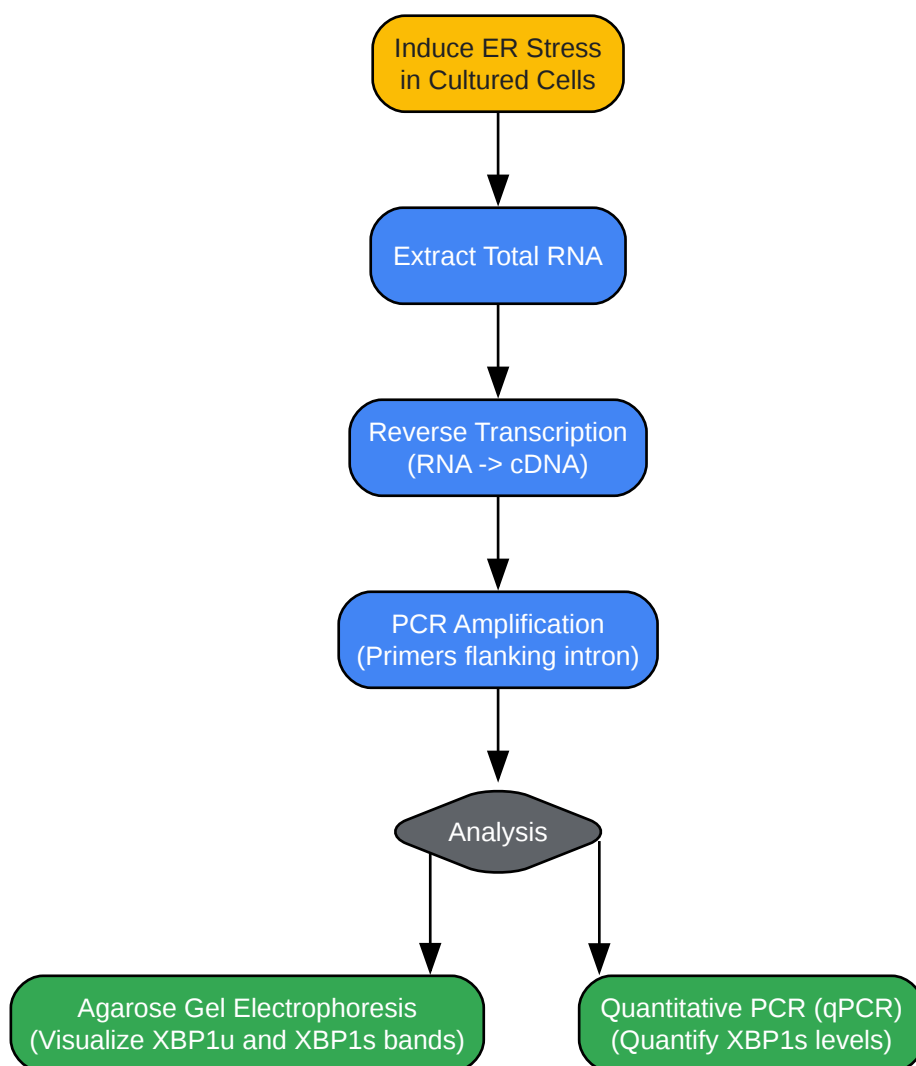 Induce ER Stress
in Cultured Cells
Extract Total RNA
Reverse Transcription
(RNA -> cDNA)
PCR Amplification
(Primers flanking intron)
Analysis
Agarose Gel Electrophoresis
(Visualize XBP1u and XBP1s bands)
Quantitative PCR (qPCR)
(Quantify XBP1s levels)